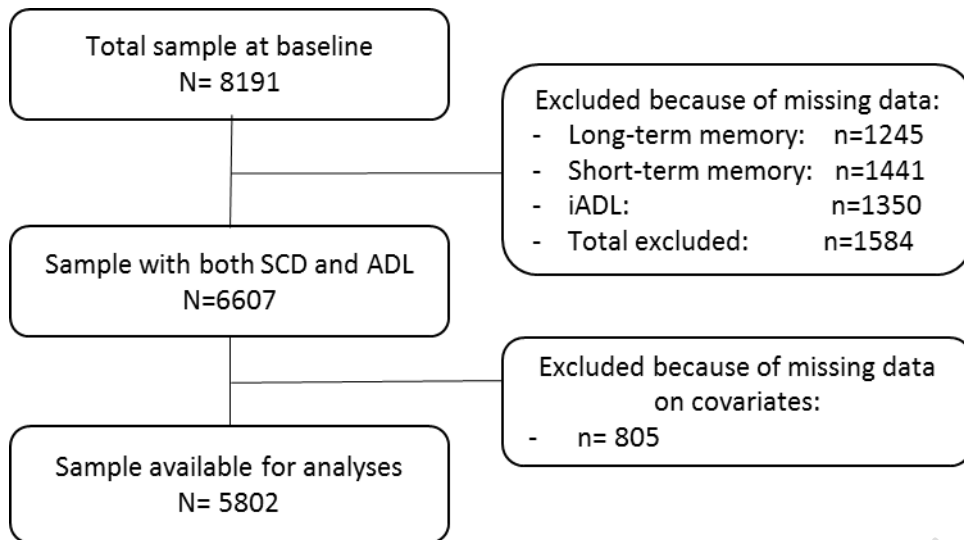 Total sample at baseline
N= 8191
Excluded because of missing data:
- Long-term memory: n=1245
- Short-term memory: n=1441
- iADL: n=1350
- Total excluded: n=1584
Sample with both SCD and ADL
N=6607
Excluded because of missing data
on covariates:
- n= 805
Sample available for analyses
N= 5802